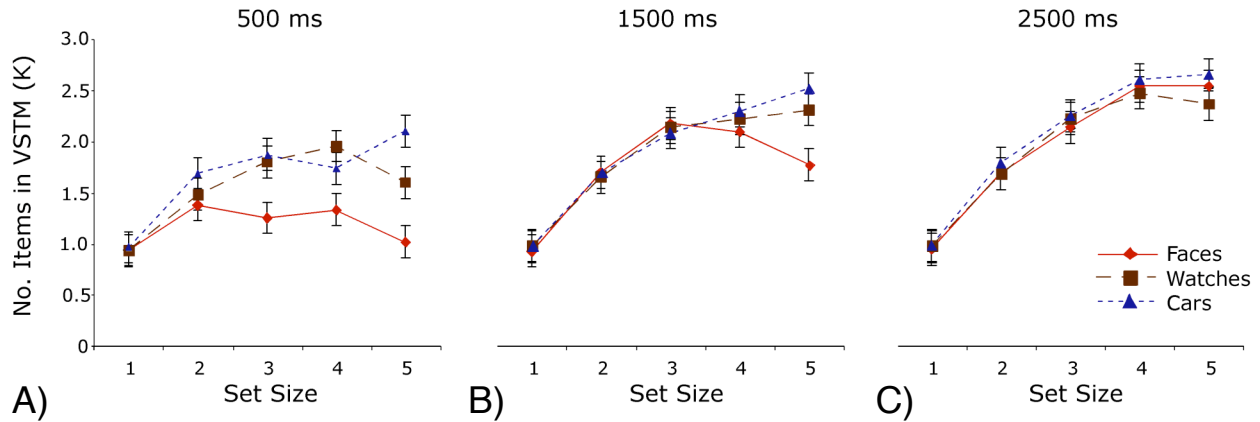 500 ms
1500 ms
2500 ms
No. Items in VSTM (K)
3.0
2.5
2.0
1.5
1.0
0.5
0
Faces
Watches
Cars
1 2 3 4 5
1 2 3 4 5
1 2 3 4 5
A) Set Size
B) Set Size
C) Set Size